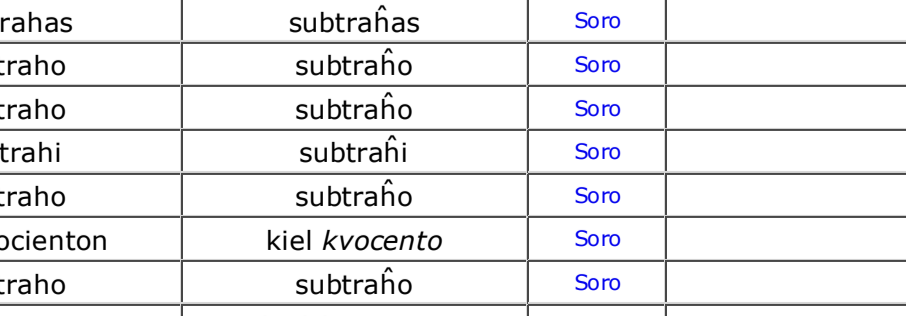 rahas subtraĥas Soro
traho subtraĥo Soro
traho subtraĥo Soro
trahi subtraĥi Soro
traho subtraĥo Soro
ocienton kiel kvocento Soro
traho subtraĥo Soro